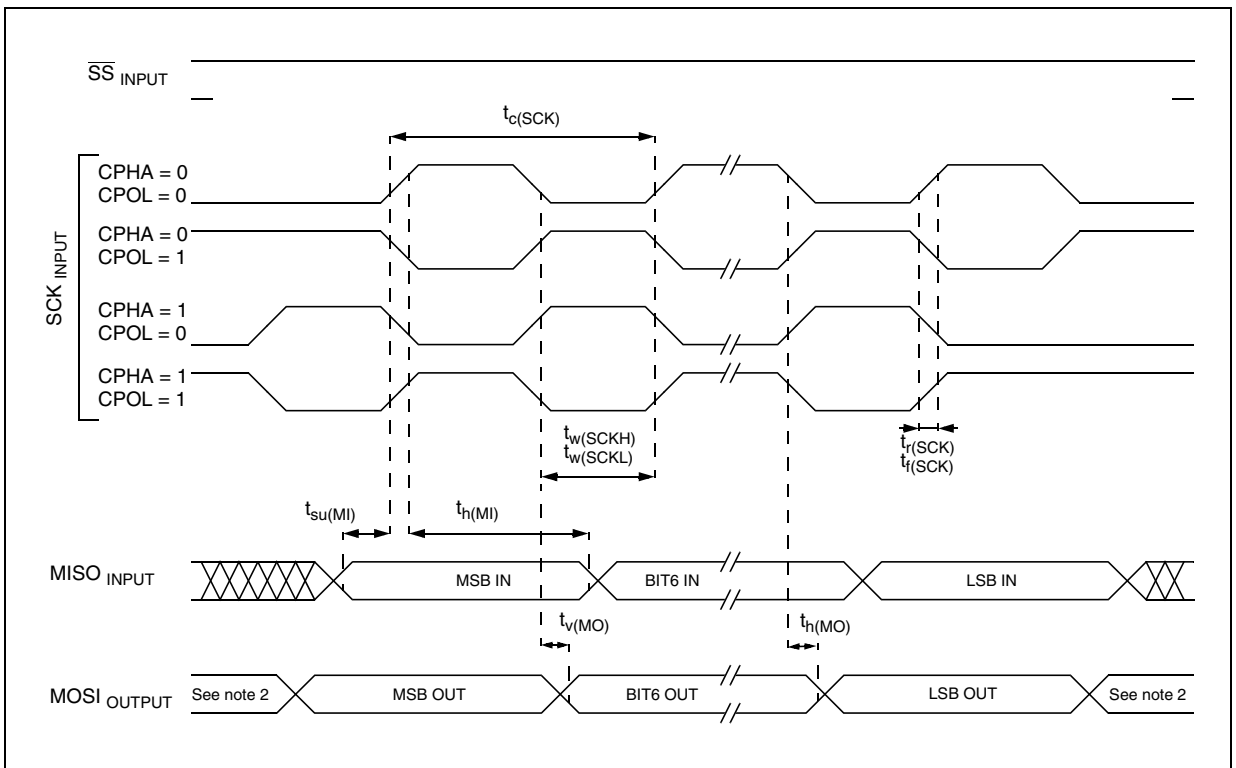 SS INPUT
tc(SCK)
SCK INPUT
CPHA = 0
CPOL = 0
CPHA = 0
CPOL = 1
CPHA = 1
CPOL = 0
CPHA = 1
CPOL = 1
tw(SCKH)
tw(SCKL)
tr(SCK)
tf(SCK)
tsu(MI)
th(MI)
MISO INPUT
MSB IN
BIT6 IN
LSB IN
tv(MO)
th(MO)
MOSI OUTPUT
See note 2
MSB OUT
BIT6 OUT
LSB OUT
See note 2